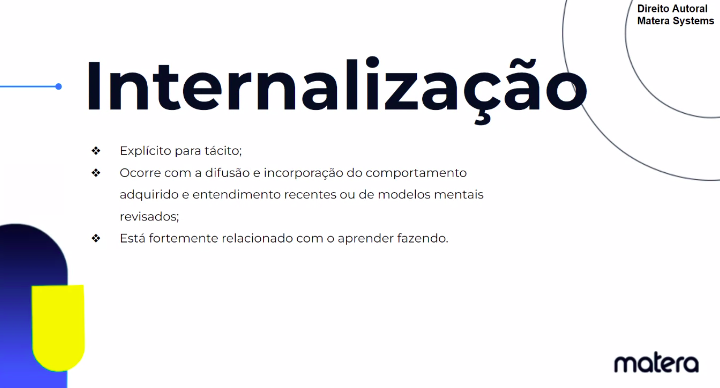 Direito Autoral
Matera Systems
Internalização
❖ Explícito para tácito;
❖ Ocorre com a difusão e incorporação do comportamento
adquirido e entendimento recentes ou de modelos mentais
revisados;
❖ Está fortemente relacionado com o aprender fazendo.
matera